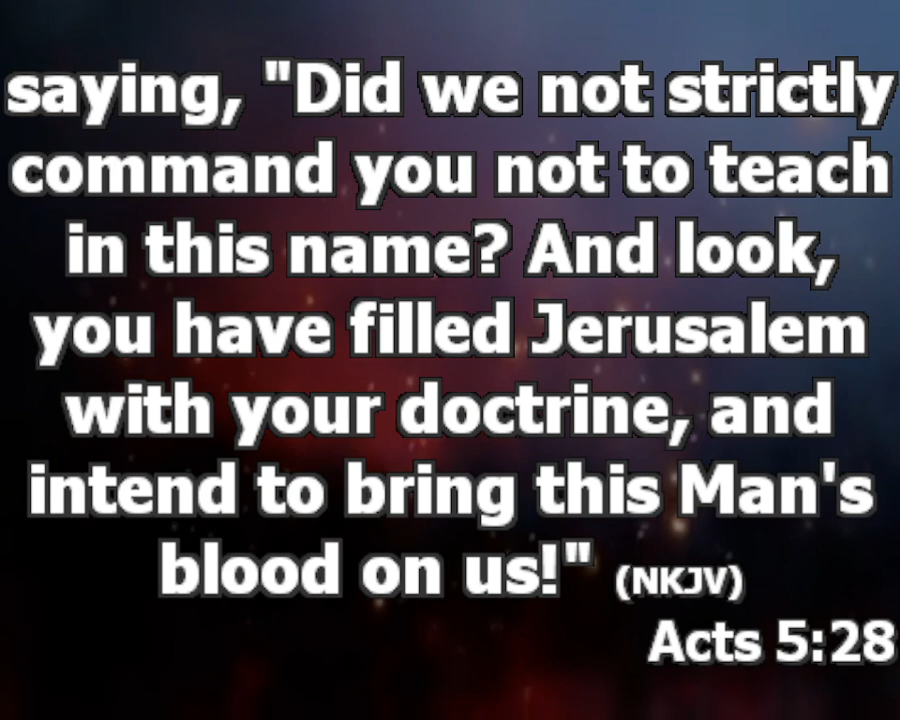 saying, "Did we not strictly
command you not to teach
in this name? And look,
you have filled Jerusalem
with your doctrine, and
intend to bring this Man's
blood on us!" (NKJV)
Acts 5:28